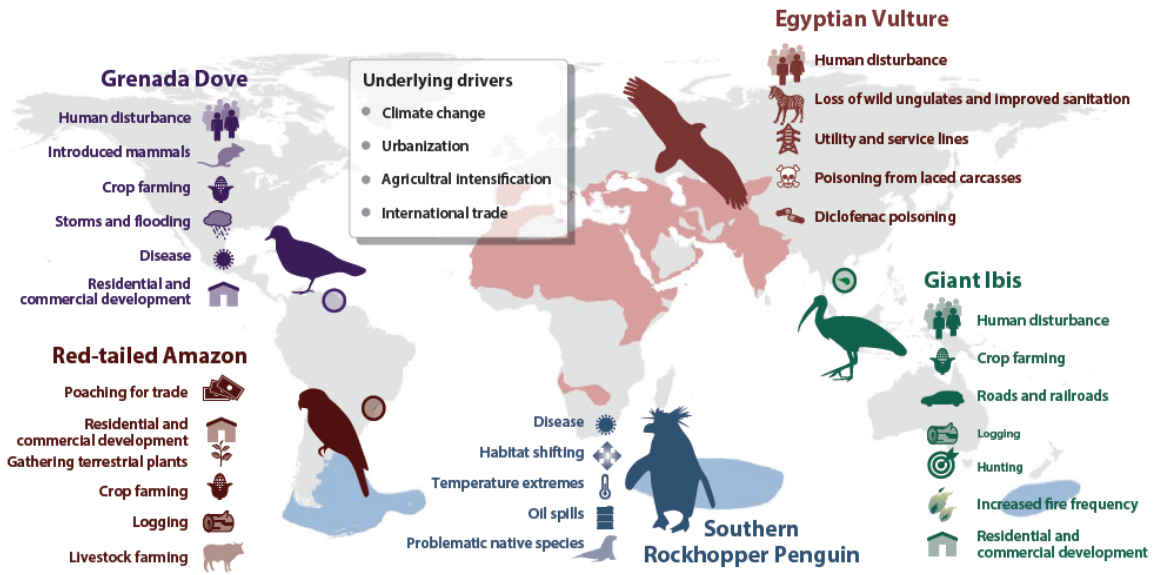 Egyptian Vulture
Human disturbance
Loss of wild ungulates and improved sanitation
Utility and service lines
Poisoning from laced carcasses
Diclofenac poisoning
Grenada Dove
Human disturbance
Introduced mammals
Crop farming
Storms and flooding
Disease
Residential and
commercial development
Underlying drivers
Climate change
Urbanization
Agricultral intensification
International trade
Giant Ibis
Human disturbance
Crop farming
Roads and railroads
Logging
Hunting
Increased fire frequency
Residential and
commercial development
Red-tailed Amazon
Poaching for trade
Residential and
commercial development
Gathering terrestrial plants
Crop farming
Logging
Livestock farming
Disease
Habitat shifting
Temperature extremes
Oil spills
Problematic native species
Southern
Rockhopper Penguin